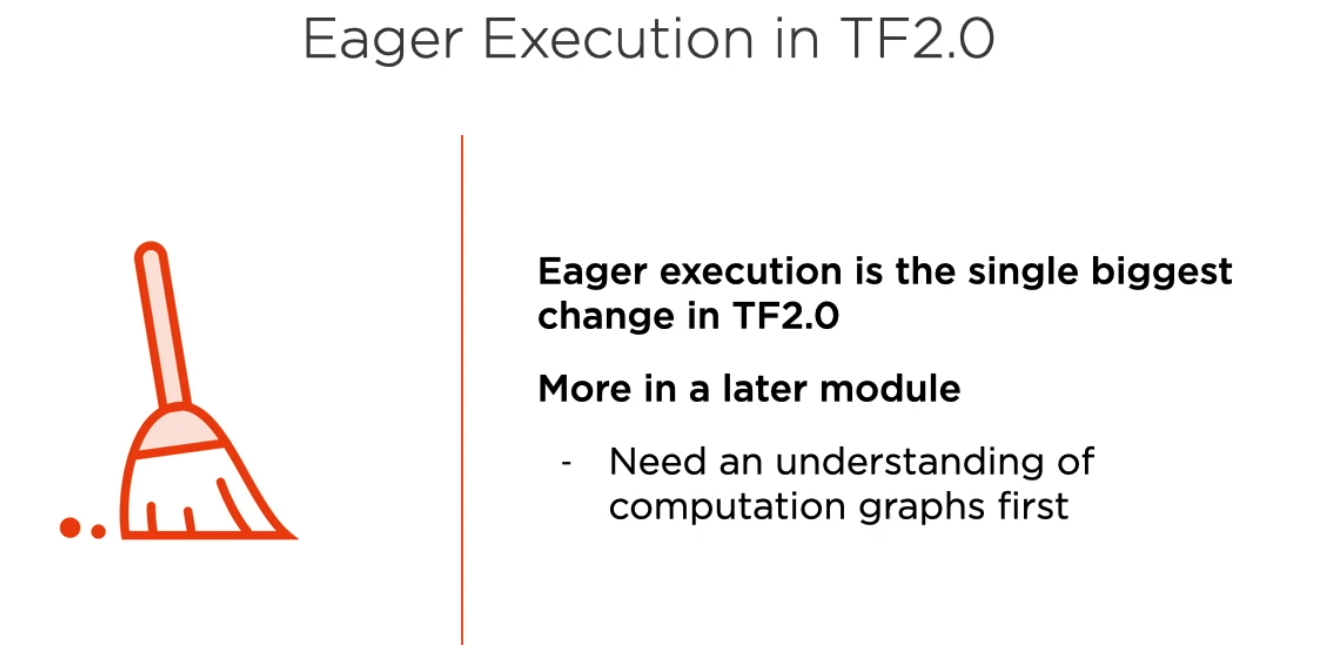 Eager Execution in TF2.0
Eager execution is the single biggest
change in TF2.0
More in a later module
- Need an understanding of
computation graphs first